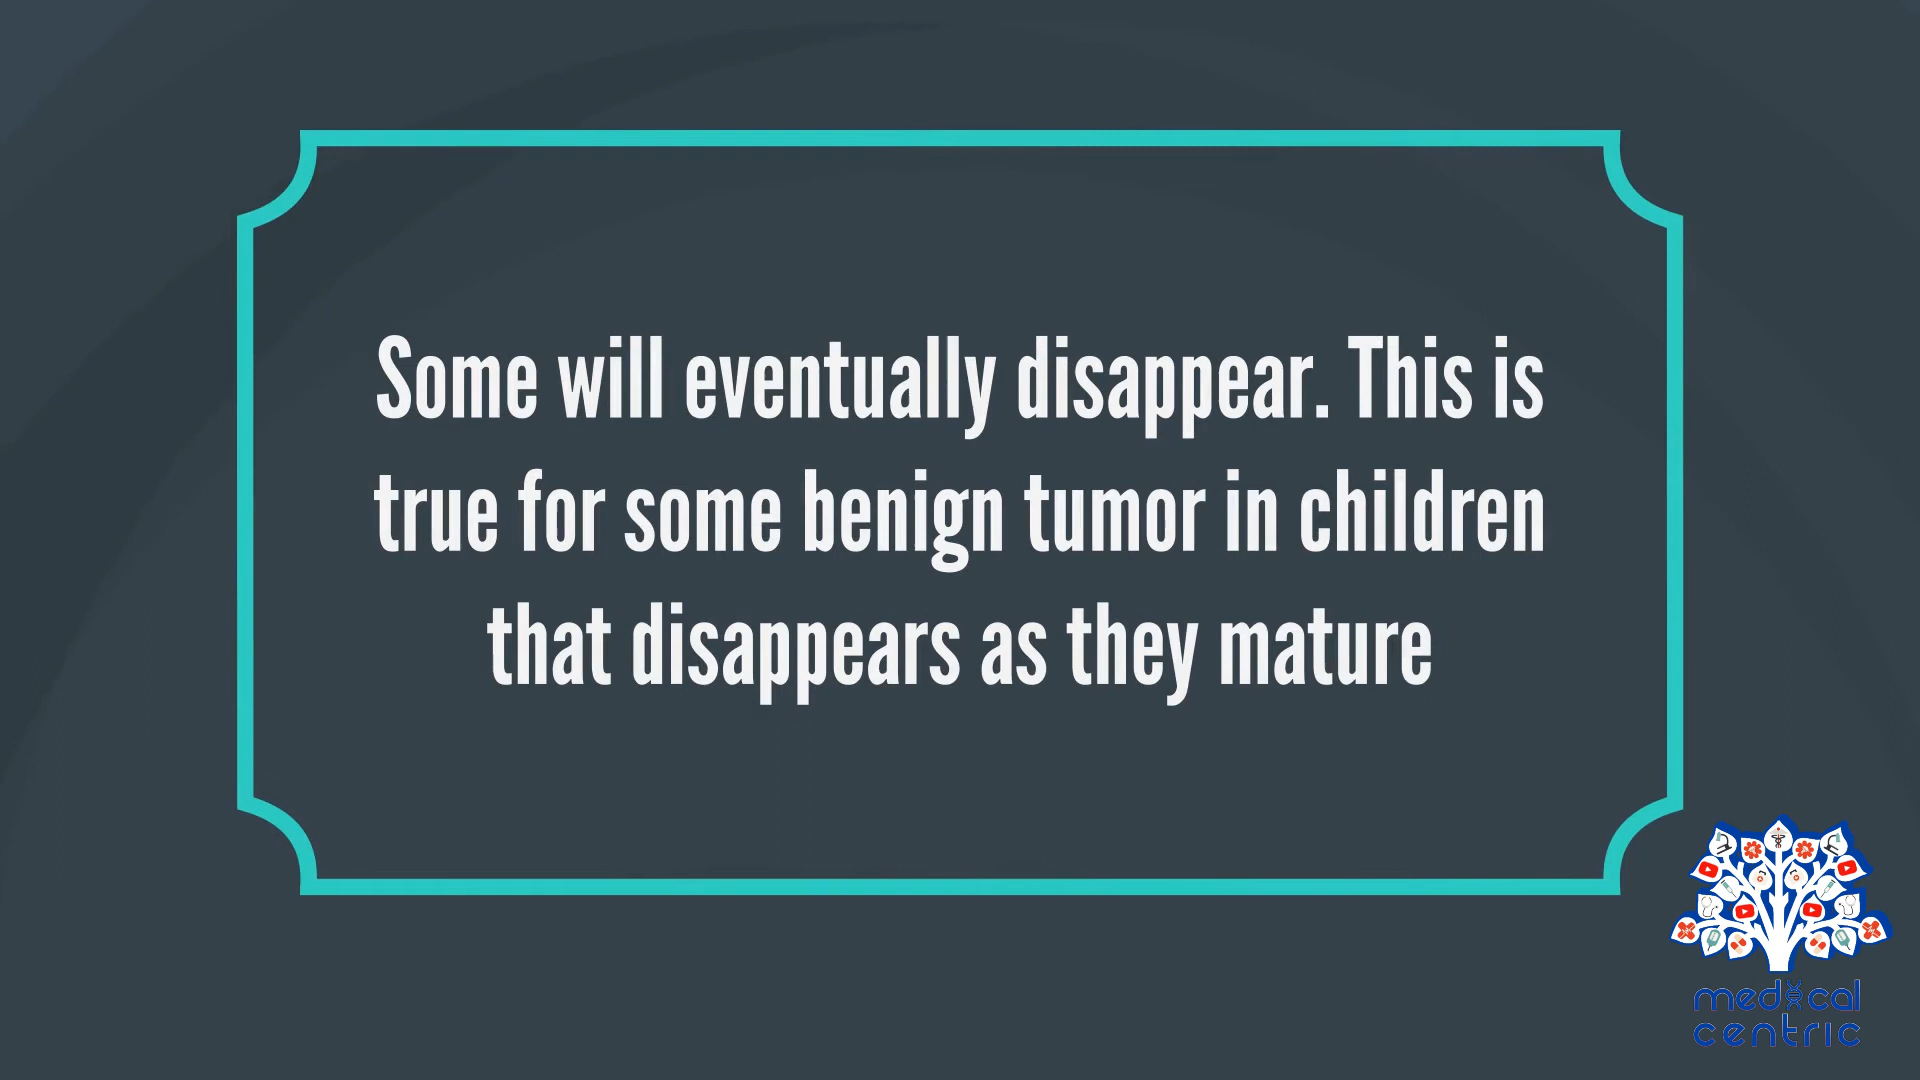 Some will eventually disappear. This is
true for some benign tumor in children
that disappears as they mature
medical
centric